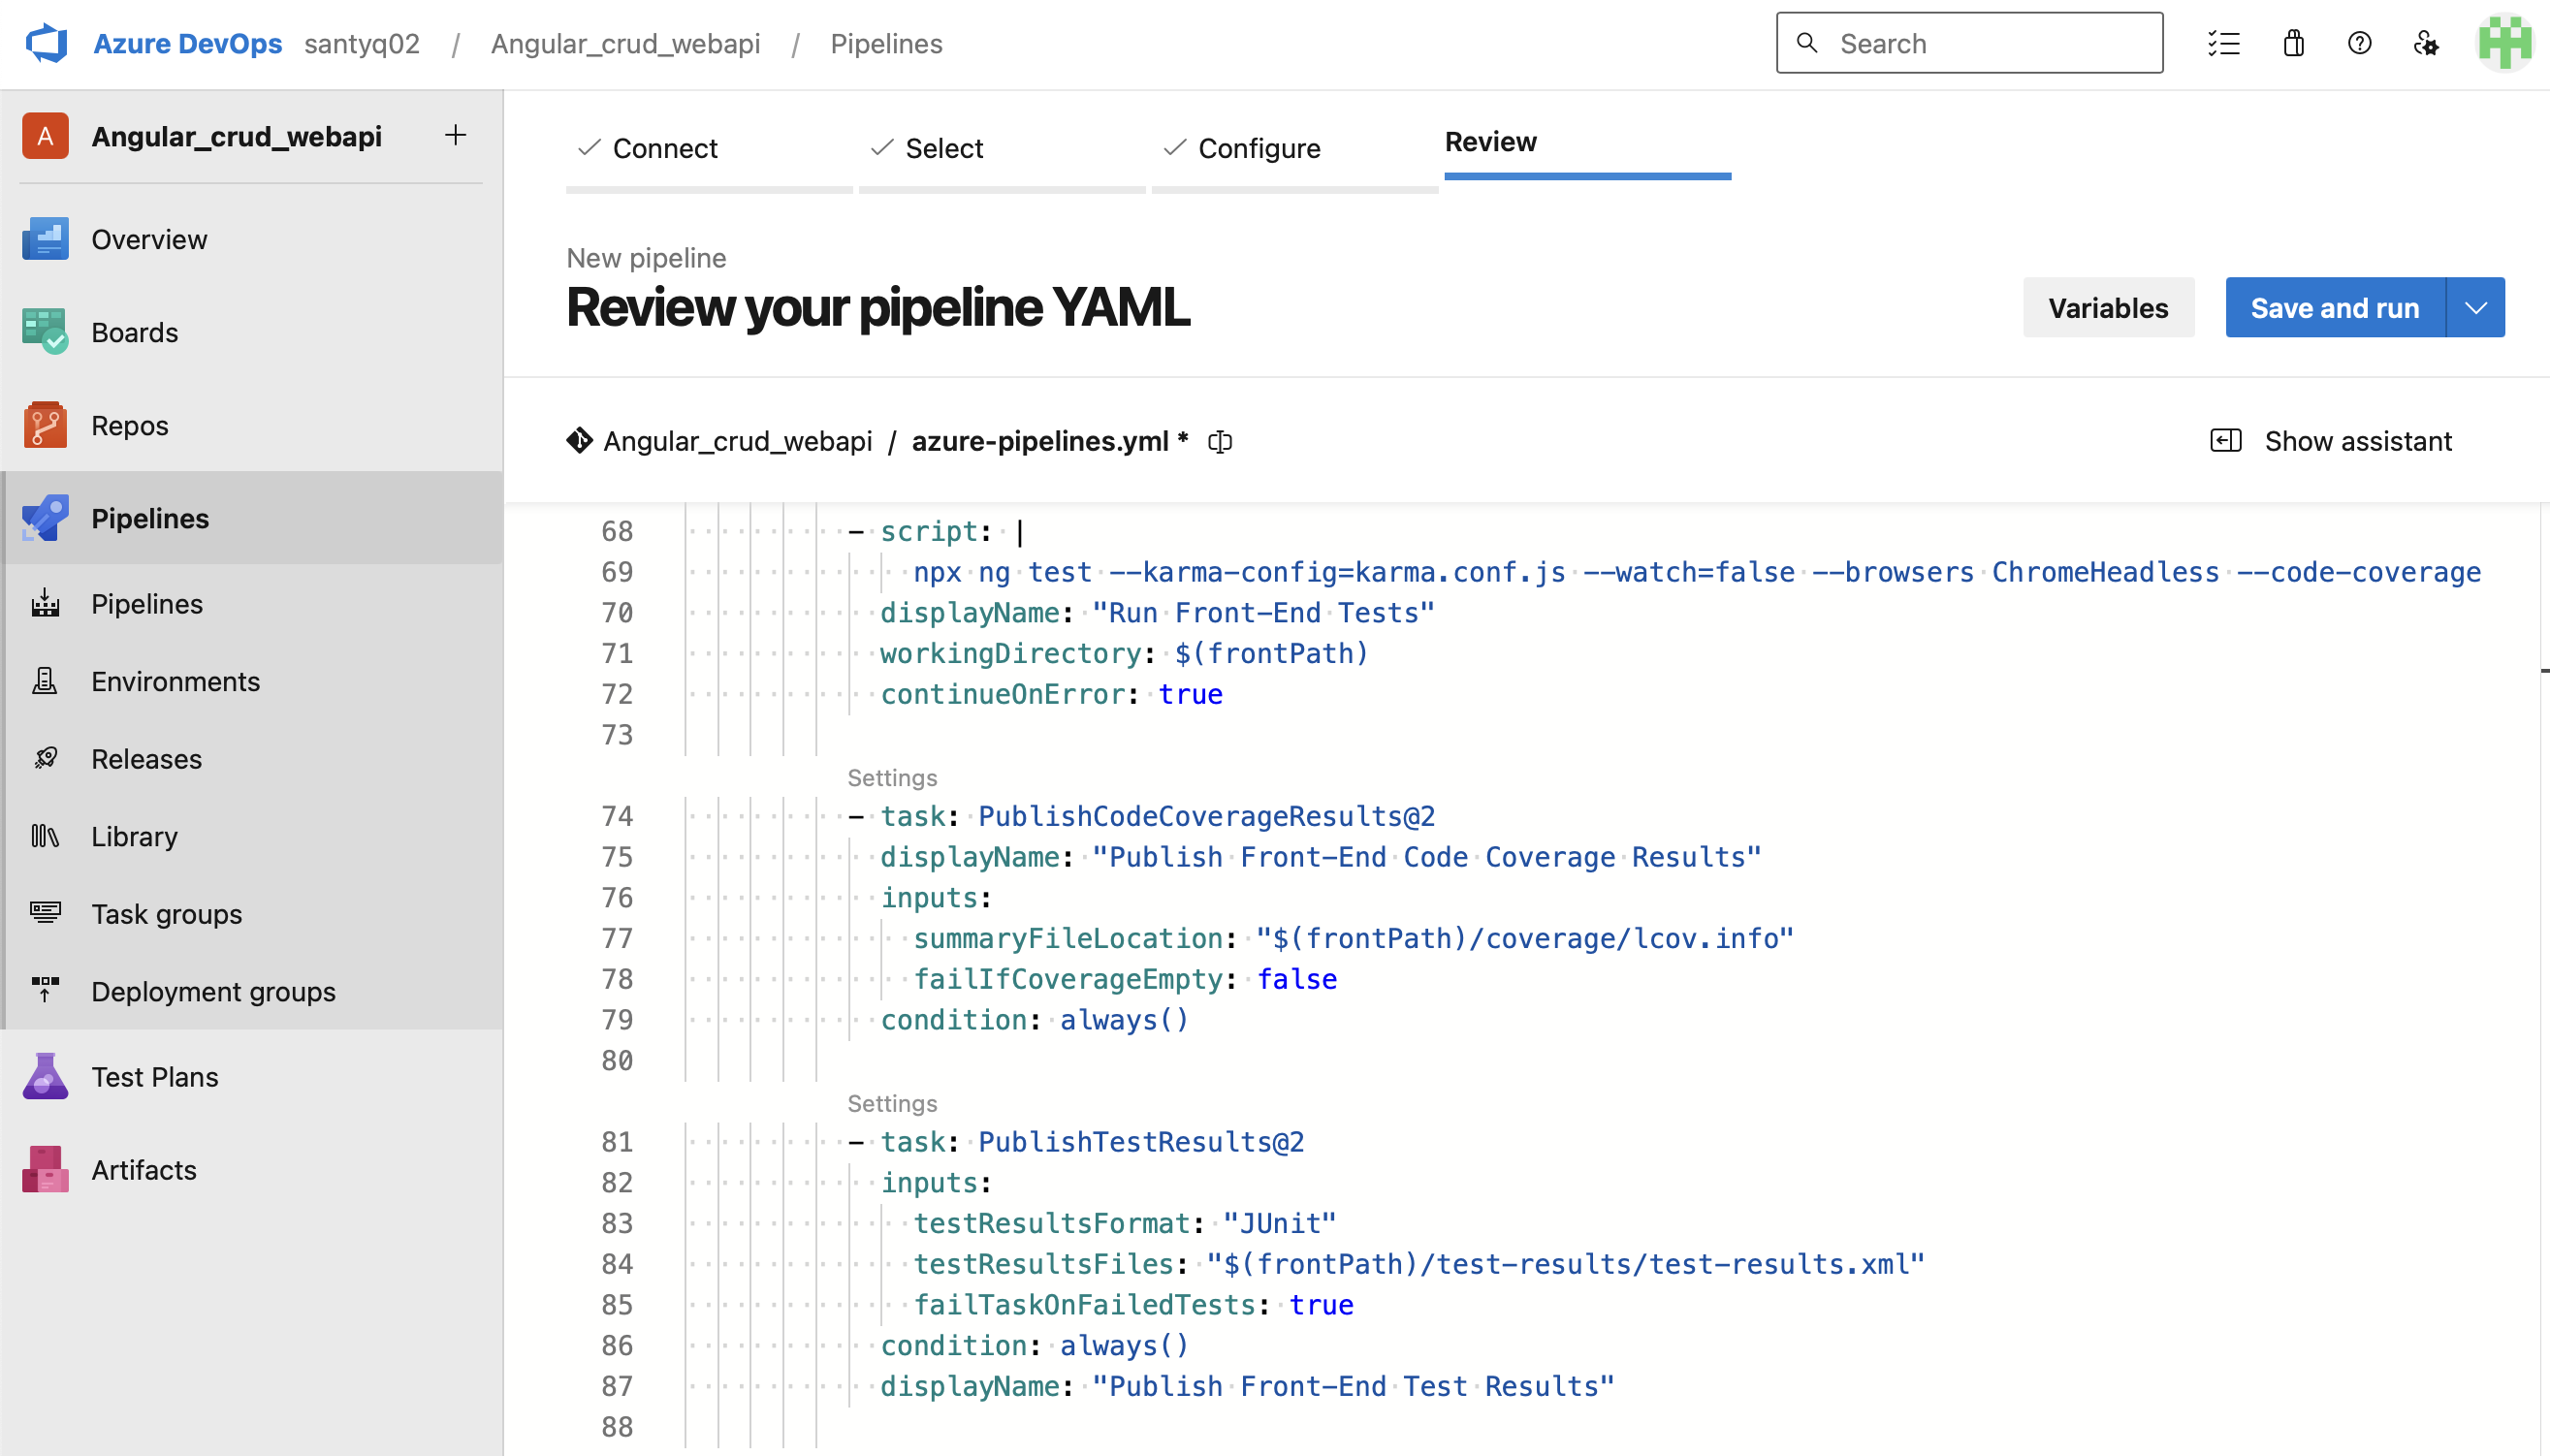 Azure DevOps santyq02 / Angular_crud_webapi / Pipelines
Search
A Angular_crud_webapi +
Overview
Boards
Repos
Pipelines
Pipelines
Environments
Releases
Library
Task groups
Deployment groups
Test Plans
Artifacts
Connect Select Configure Review
New pipeline
Review your pipeline YAML
Variables Save and run
Angular_crud_webapi / azure-pipelines.yml *
Show assistant
68 - script: |
69 npx ng test --karma-config=karma.conf.js --watch=false --browsers ChromeHeadless --code-coverage
70 displayName: "Run Front-End Tests"
71 workingDirectory: $(frontPath)
72 continueOnError: true
73
Settings
74 - task: PublishCodeCoverageResults@2
75 displayName: "Publish Front-End Code Coverage Results"
76 inputs:
77 summaryFileLocation: "$(frontPath)/coverage/lcov.info"
78 failIfCoverageEmpty: false
79 condition: always()
80
Settings
81 - task: PublishTestResults@2
82 inputs:
83 testResultsFormat: "JUnit"
84 testResultsFiles: "$(frontPath)/test-results/test-results.xml"
85 failTaskOnFailedTests: true
86 condition: always()
87 displayName: "Publish Front-End Test Results"
88